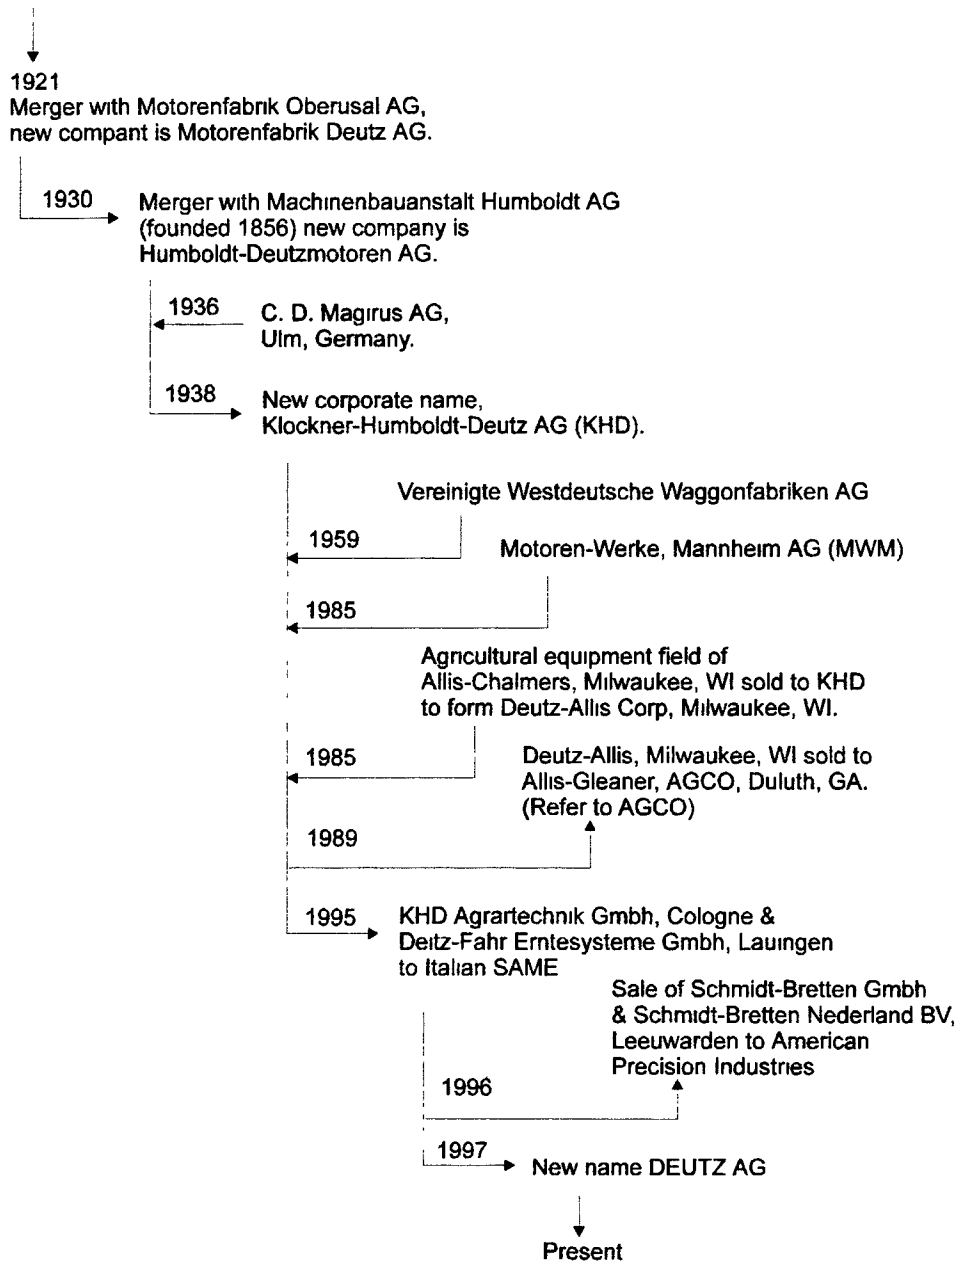 1921
Merger with Motorenfabrik Oberusal AG,
new compant is Motorenfabrik Deutz AG.
1930
Merger with Machinenbauanstalt Humboldt AG
(founded 1856) new company is
Humboldt-Deutzmotoren AG.
1936
C. D. Magirus AG,
Ulm, Germany.
1938
New corporate name,
Klockner-Humboldt-Deutz AG (KHD).
Vereinigte Westdeutsche Waggonfabriken AG
1959
Motoren-Werke, Mannheim AG (MWM)
1985
Agricultural equipment field of
Allis-Chalmers, Milwaukee, WI sold to KHD
to form Deutz-Allis Corp, Milwaukee, WI.
1985
Deutz-Allis, Milwaukee, WI sold to
Allis-Gleaner, AGCO, Duluth, GA.
(Refer to AGCO)
1989
1995
KHD Agrartechnik Gmbh, Cologne &
Deitz-Fahr Erntesysteme Gmbh, Lauingen
to Italian SAME
Sale of Schmidt-Bretten Gmbh
& Schmidt-Bretten Nederland BV,
Leeuwarden to American
Precision Industries
1996
1997
New name DEUTZ AG
Present